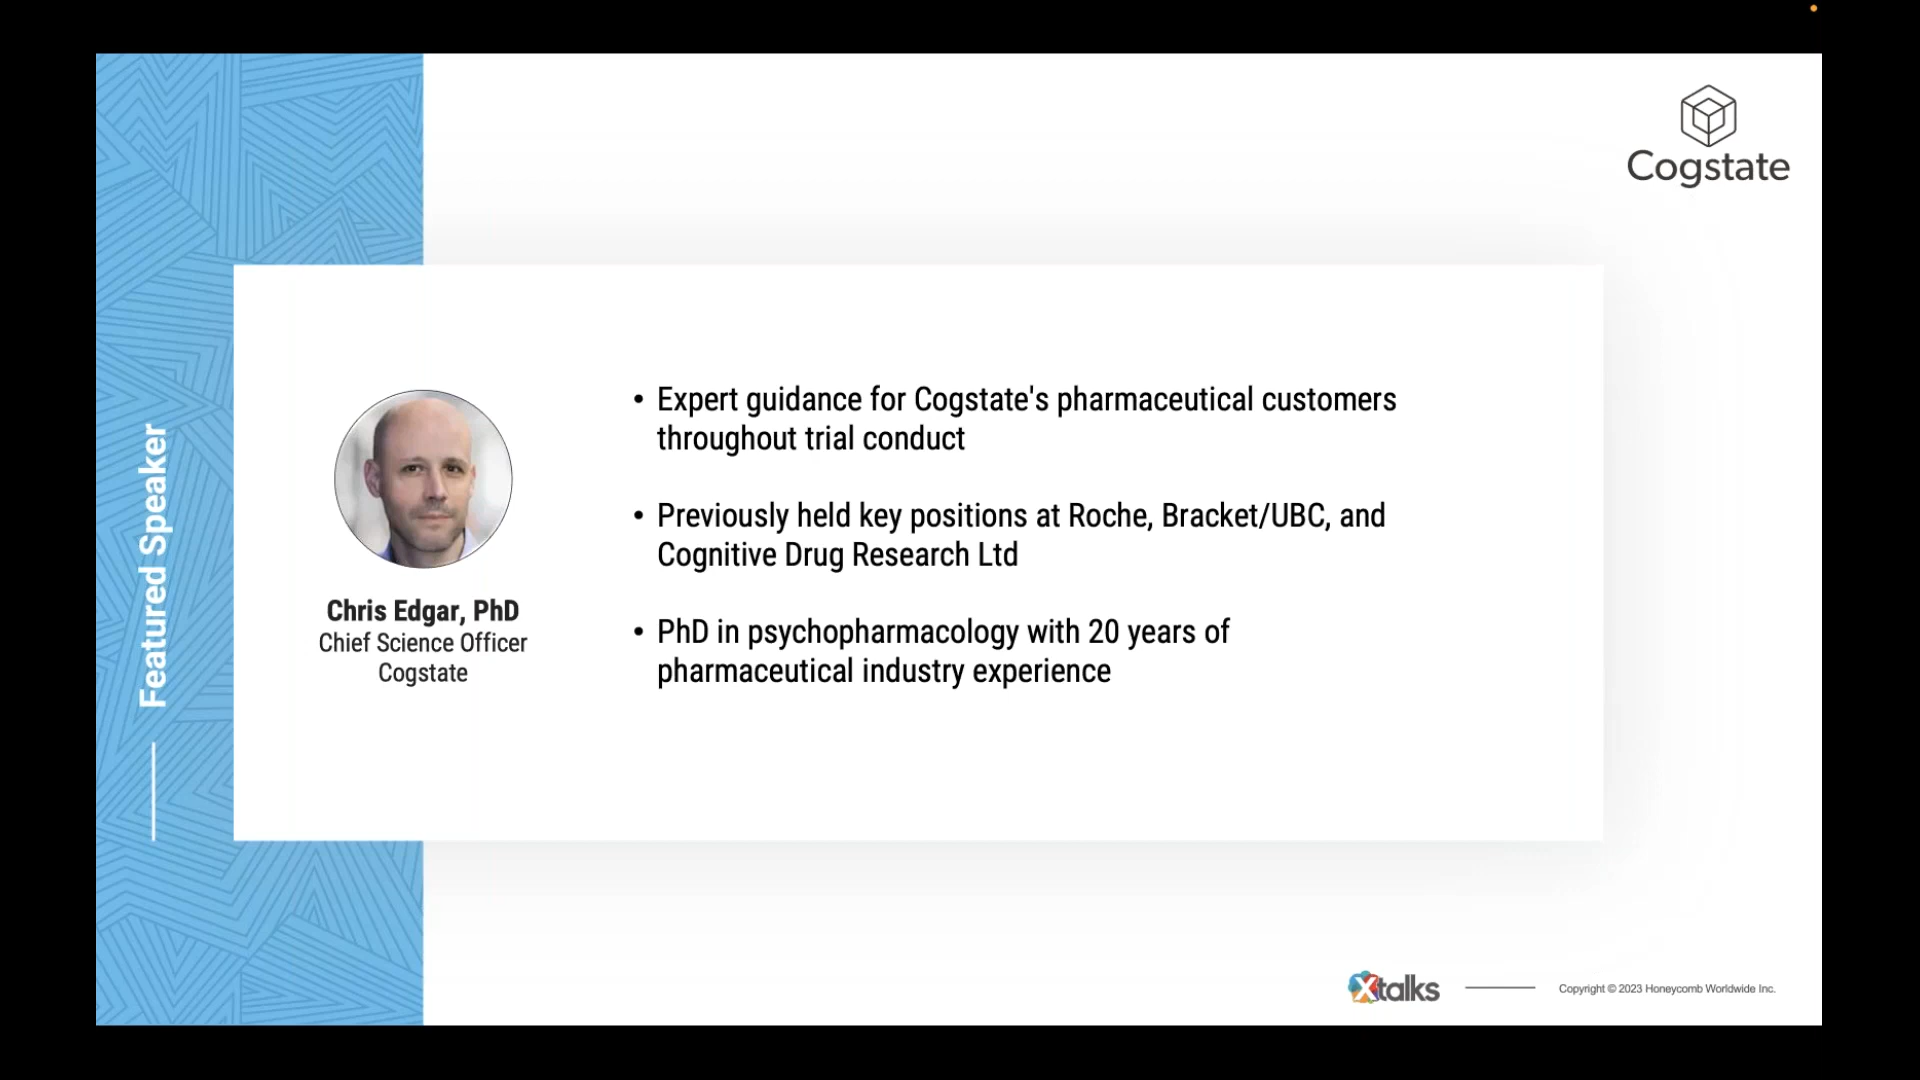 Cogstate
Featured Speaker
Chris Edgar, PhD
Chief Science Officer
Cogstate
• Expert guidance for Cogstate's pharmaceutical customers
throughout trial conduct
• Previously held key positions at Roche, Bracket/UBC, and
Cognitive Drug Research Ltd
• PhD in psychopharmacology with 20 years of
pharmaceutical industry experience
Xtalks
Copyright © 2023 Honeycomb Worldwide Inc.